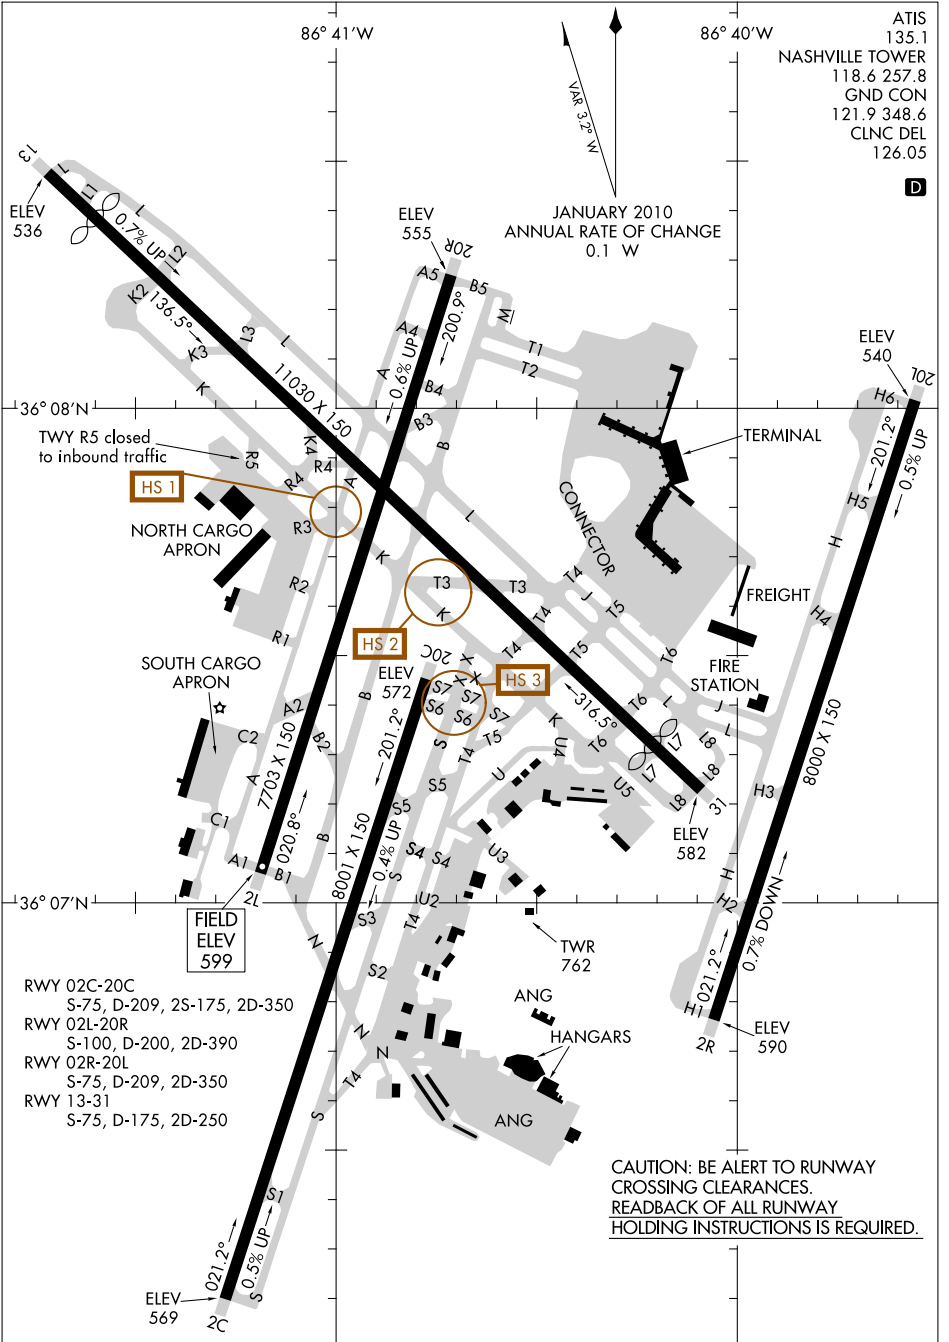 86° 41'W
86° 40'W
ATIS
135.1
NASHVILLE TOWER
118.6 257.8
GND CON
121.9 348.6
CLNC DEL
126.05
D
VAR 3.2° W
JANUARY 2010
ANNUAL RATE OF CHANGE
0.1 W
13
L
L1
L
ELEV
536
0.7% UP
L2
K2
136.5°
K3
L3
L
K
11030 X 150
ELEV
555
20R
A5
B5
200.9°
M
A4
A
0.6% UP
T1
T2
B4
B3
B
ELEV
540
20L
H6
201.2°
0.5% UP
36° 08'N
TWY R5 closed
to inbound traffic
R5
K4
R4
R4
A
HS 1
TERMINAL
CONNECTOR
H5
H
NORTH CARGO
APRON
R3
K
L
R2
T3
T3
K
T4
J
T4
T5
FREIGHT
H4
R1
HS 2
20C
X
X
X
T4
T5
T6
SOUTH CARGO
APRON
ELEV
572
HS 3
FIRE
STATION
S7
S7
S7
S6
S6
316.5°
A2
B
201.2°
C2
B2
7703 X 150
A
S
T5
T4
K
U4
T6
T6
L
J
L
L7
L7
L8
L8
L8
31
8000 X 150
U
U5
S5
S5
H3
C1
020.8°
B
8001 X 150
0.4% UP
S4
S4
U3
ELEV
582
A1
B1
2L
S
U2
H
H2
36° 07'N
FIELD
ELEV
599
N
S3
T4
TWR
762
0.7% DOWN
021.2°
S2
RWY 02C-20C
S-75, D-209, 2S-175, 2D-350
RWY 02L-20R
S-100, D-200, 2D-390
RWY 02R-20L
S-75, D-209, 2D-350
RWY 13-31
S-75, D-175, 2D-250
ANG
H1
2R
ELEV
590
N
N
HANGARS
T4
S
ANG
CAUTION: BE ALERT TO RUNWAY
CROSSING CLEARANCES.
READBACK OF ALL RUNWAY
HOLDING INSTRUCTIONS IS REQUIRED.
S1
021.2°
0.5% UP
S
ELEV
569
2C